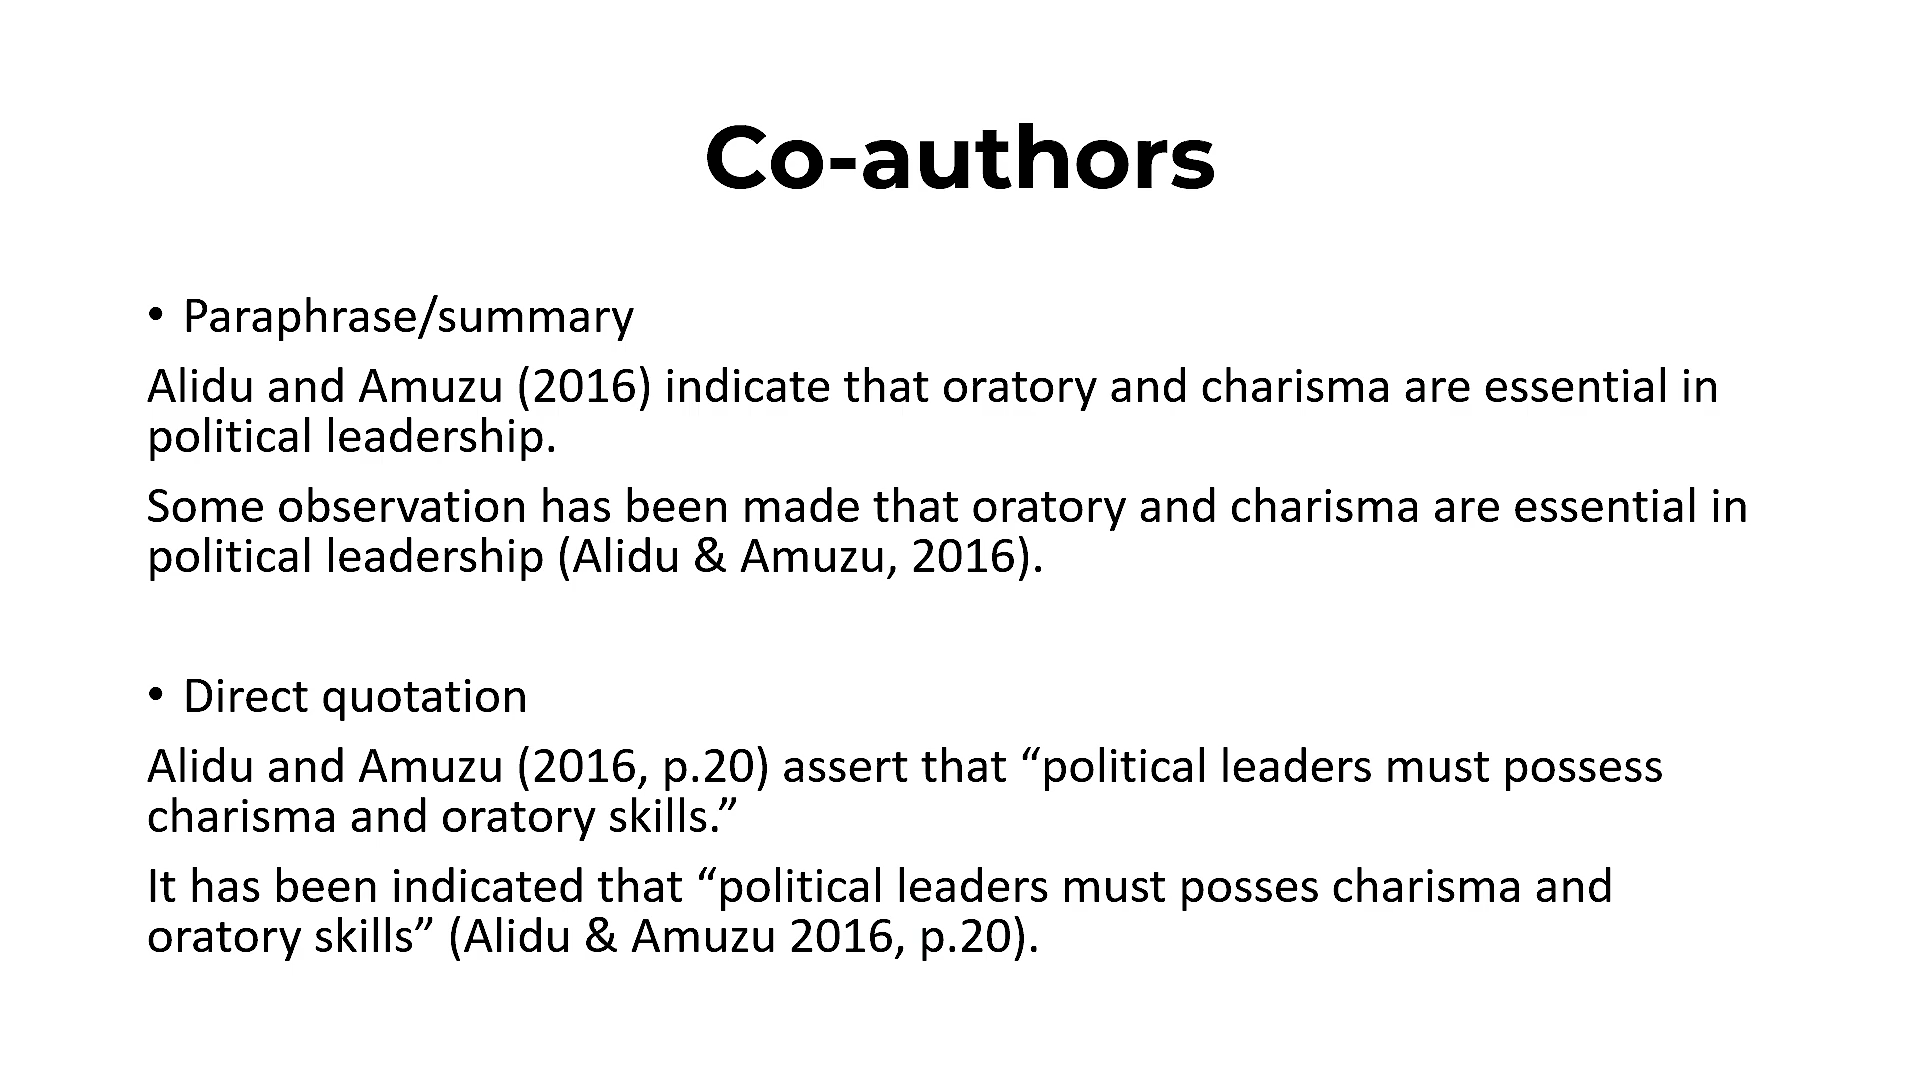 Co-authors
• Paraphrase/summary
Alidu and Amuzu (2016) indicate that oratory and charisma are essential in
political leadership.
Some observation has been made that oratory and charisma are essential in
political leadership (Alidu & Amuzu, 2016).
• Direct quotation
Alidu and Amuzu (2016, p.20) assert that “political leaders must possess
charisma and oratory skills.”
It has been indicated that “political leaders must posses charisma and
oratory skills” (Alidu & Amuzu 2016, p.20).